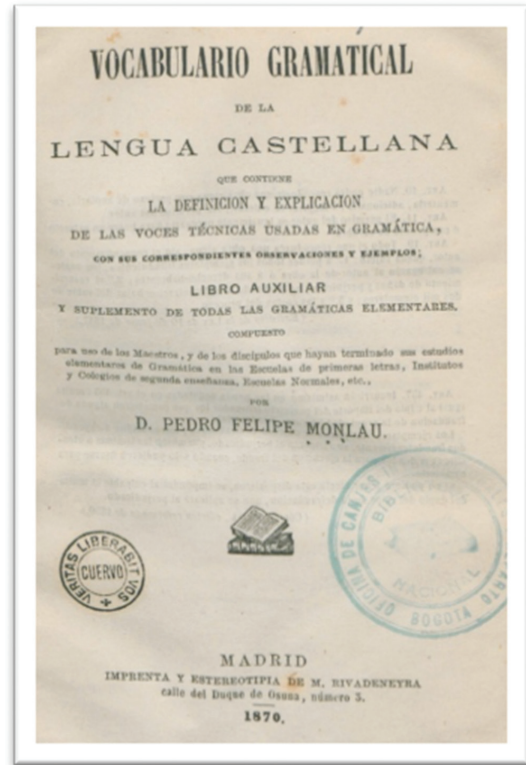 VOCABULARIO GRAMATICAL
DE LA
LENGUA CASTELLANA
QUE CONTIENE
LA DEFINICION Y EXPLICACION
DE LAS VOCES TÉCNICAS USADAS EN GRAMÁTICA,
CON SUS CORRESPONDIENTES OBSERVACIONES Y EJEMPLOS;
LIBRO AUXILIAR
Y SUPLEMENTO DE TODAS LAS GRAMÁTICAS ELEMENTARES.
COMPUESTO
para uso de los Maestros, y de los discípulos que hayan terminado sus estudios
elementares de Gramática en las Escuelas de primeras letras, Institutos
y Colegios de segunda enseñanza, Escuelas Normales, etc.,
POR
D. PEDRO FELIPE MONLAU.
VERITAS LIBERABIT VOS
CUERVO
OFICINA DE CANJES
NACIONAL
BOGOTA
MADRID
IMPRENTA Y ESTEREOTIPIA DE M. RIVADENEYRA
calle del Duque de Osuna, número 3.
1870.